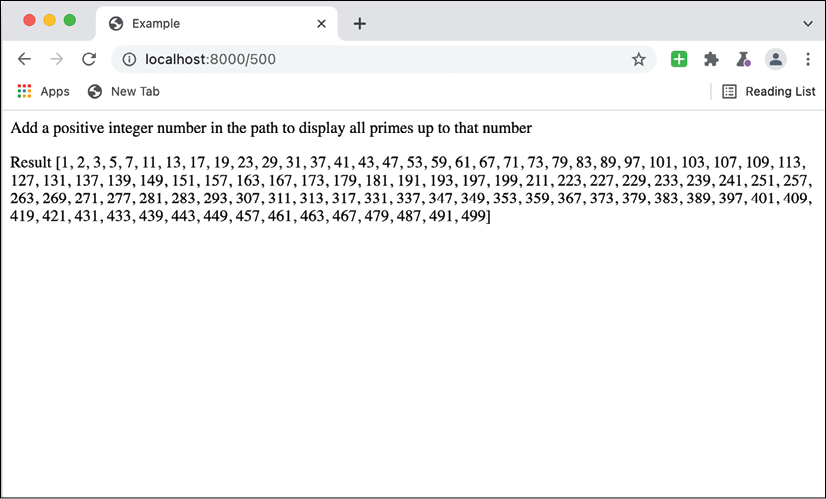 Example
localhost:8000/500
Apps New Tab Reading List
Add a positive integer number in the path to display all primes up to that number
Result [1, 2, 3, 5, 7, 11, 13, 17, 19, 23, 29, 31, 37, 41, 43, 47, 53, 59, 61, 67, 71, 73, 79, 83, 89, 97, 101, 103, 107, 109, 113,
127, 131, 137, 139, 149, 151, 157, 163, 167, 173, 179, 181, 191, 193, 197, 199, 211, 223, 227, 229, 233, 239, 241, 251, 257,
263, 269, 271, 277, 281, 283, 293, 307, 311, 313, 317, 331, 337, 347, 349, 353, 359, 367, 373, 379, 383, 389, 397, 401, 409,
419, 421, 431, 433, 439, 443, 449, 457, 461, 463, 467, 479, 487, 491, 499]